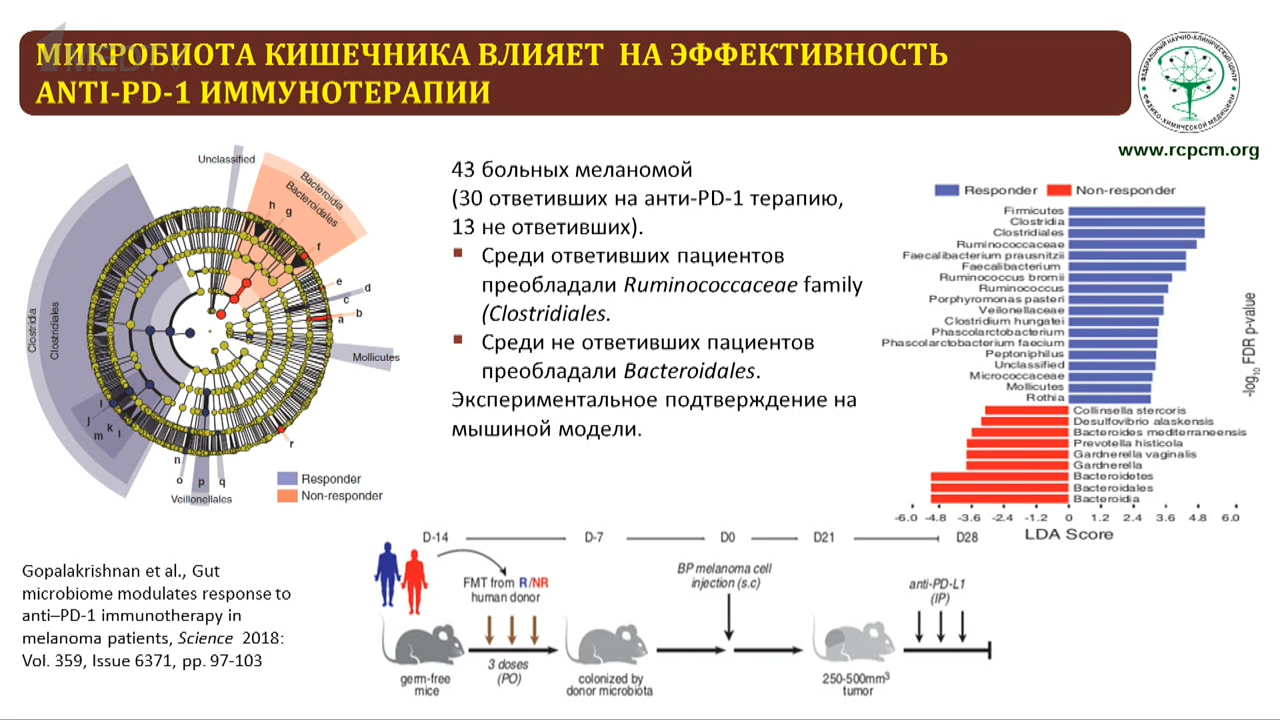 МИКРОБИОТА КИШЕЧНИКА ВЛИЯЕТ НА ЭФФЕКТИВНОСТЬ
ANTI-PD-1 ИММУНОТЕРАПИИ
ФЕДЕРАЛЬНЫЙ НАУЧНО-КЛИНИЧЕСКИЙ ЦЕНТР
ФИЗИКО-ХИМИЧЕСКОЙ МЕДИЦИНЫ
www.rcpcm.org
Unclassified
Bacteroidia
Bacteroidales
h
g
f
e
d
c
b
a
Clostridia
Clostridiales
Mollicutes
i
j
k
l
m
n
o
p
q
r
Veillonellales
Responder
Non-responder
43 больных меланомой
(30 ответивших на анти-PD-1 терапию,
13 не ответивших).
Среди ответивших пациентов
преобладали Ruminococcaceae family
(Clostridiales.
Среди не ответивших пациентов
преобладали Bacteroidales.
Экспериментальное подтверждение на
мышиной модели.
Responder Non-responder
Firmicutes
Clostridia
Clostridiales
Ruminococcaceae
Faecalibacterium prausnitzii
Faecalibacterium
Ruminococcus bromii
Ruminococcus
Porphyromonas pasteri
Veilonellaceae
Clostridium hungatei
Phascolarctobacterium
Phascolarctobacterium faecium
Peptoniphilus
Unclassified
Micrococcaceae
Mollicutes
Rothia
Collinsella stercoris
Desulfovibrio alaskensis
Bacteroides mediterraneensis
Prevotella histicola
Gardnerella vaginalis
Gardnerella
Bacteroidetes
Bacteroidales
Bacteroidia
-6.0 -4.8 -3.6 -2.4 -1.2 0 1.2 2.4 3.6 4.8 6.0
LDA Score
-log10 FDR p-value
Gopalakrishnan et al., Gut
microbiome modulates response to
anti–PD-1 immunotherapy in
melanoma patients, Science 2018:
Vol. 359, Issue 6371, pp. 97-103
D-14 D-7 D0 D21 D28
FMT from R/NR
human donor
BP melanoma cell
injection (s.c)
anti-PD-L1
(IP)
3 doses
(PO)
germ-free
mice
colonized by
donor microbiota
250-500mm3
tumor